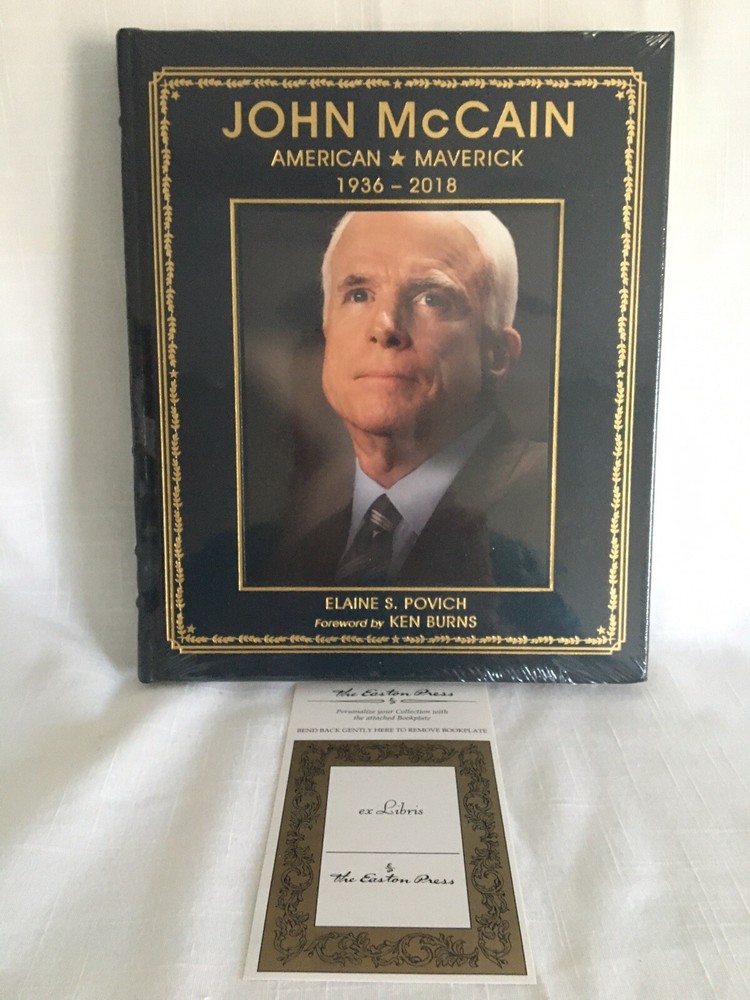 JOHN McCAIN
AMERICAN ★ MAVERICK
1936 – 2018
ELAINE S. POVICH
Foreword by KEN BURNS
The Easton Press
Personalize your Collection with
the attached Bookplate
BEND BACK GENTLY HERE TO REMOVE BOOKPLATE
ex Libris
The Easton Press